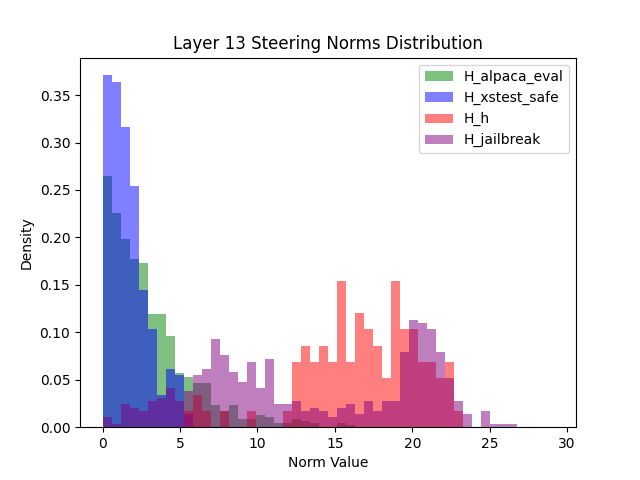 Layer 13 Steering Norms Distribution
H_alpaca_eval
H_xstest_safe
H_h
H_jailbreak
Density
0.35
0.30
0.25
0.20
0.15
0.10
0.05
0.00
0 5 10 15 20 25 30
Norm Value